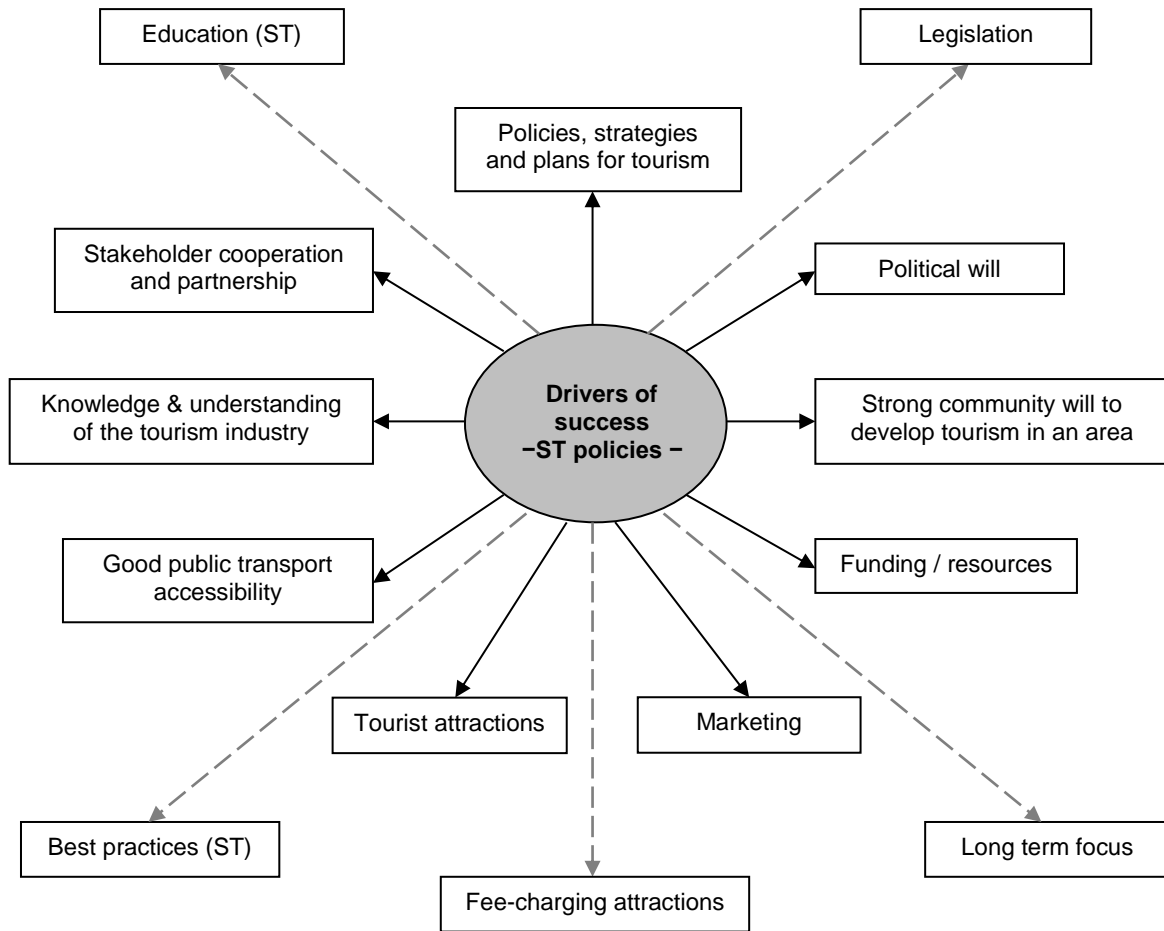 Education (ST)
Legislation
Policies, strategies
and plans for tourism
Stakeholder cooperation
and partnership
Political will
Drivers of
success
−ST policies −
Knowledge & understanding
of the tourism industry
Strong community will to
develop tourism in an area
Good public transport
accessibility
Funding / resources
Tourist attractions
Marketing
Best practices (ST)
Long term focus
Fee-charging attractions